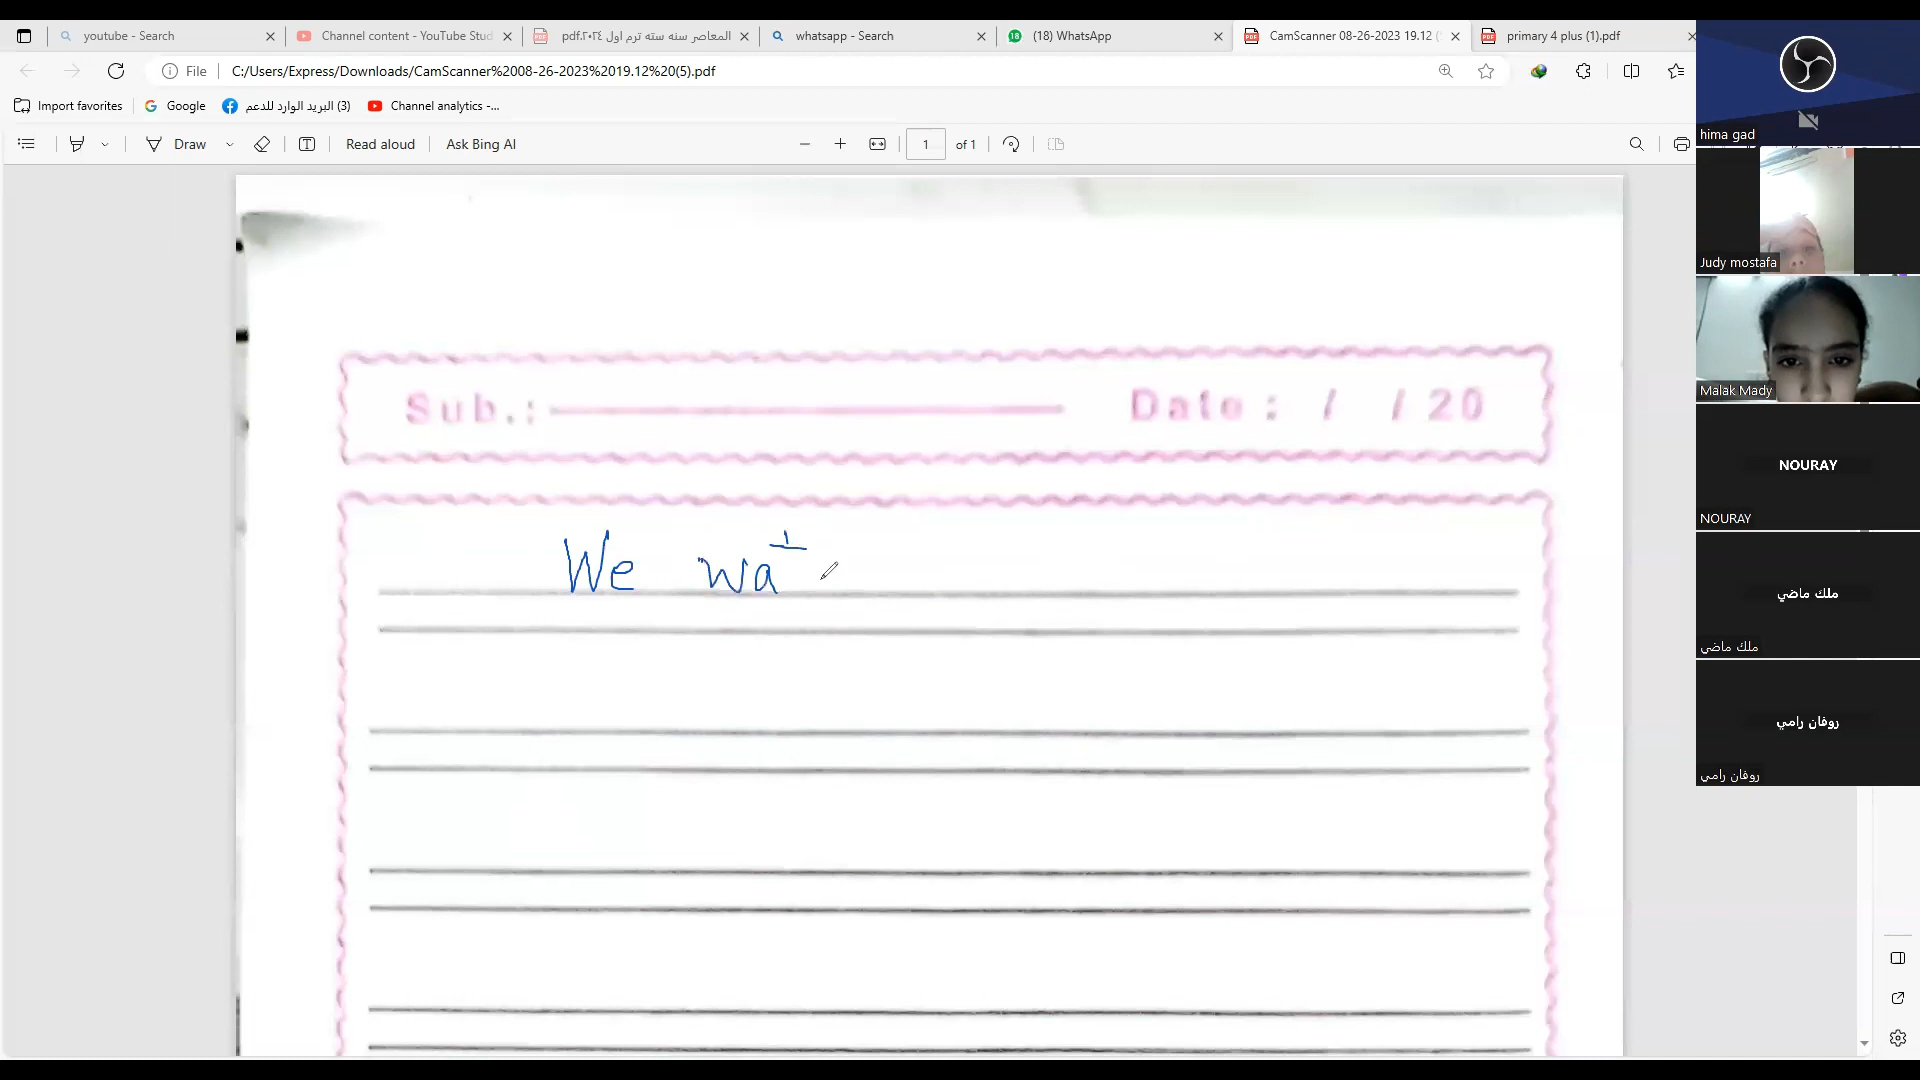 youtube - Search
Channel content - YouTube Stud
المعاصر سنه سته ترم اول ٢٠٢٤.pdf
whatsapp - Search
(18) WhatsApp
CamScanner 08-26-2023 19.12 (
primary 4 plus (1).pdf
File
C:/Users/Express/Downloads/CamScanner%2008-26-2023%2019.12%20(5).pdf
Import favorites
Google
(3) البريد الوارد للدعم
Channel analytics -...
Draw
Read aloud
Ask Bing AI
1
of 1
hima gad
Judy mostafa
Malak Mady
NOURAY
NOURAY
ملك ماضي
ملك ماضي
روفان رامي
روفان رامي
Sub.:
Date : / / 20
We wa